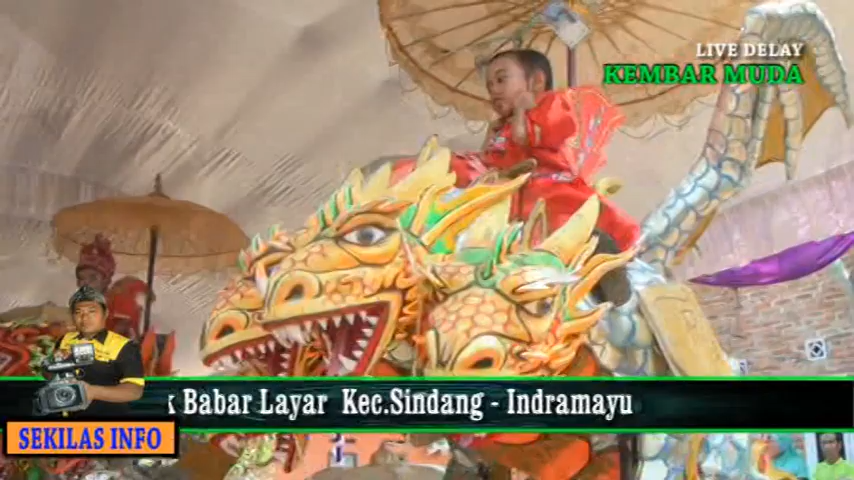 LIVE DELAY
KEMBAR MUDA
k Babar Layar Kec.Sindang - Indramayu
SEKILAS INFO